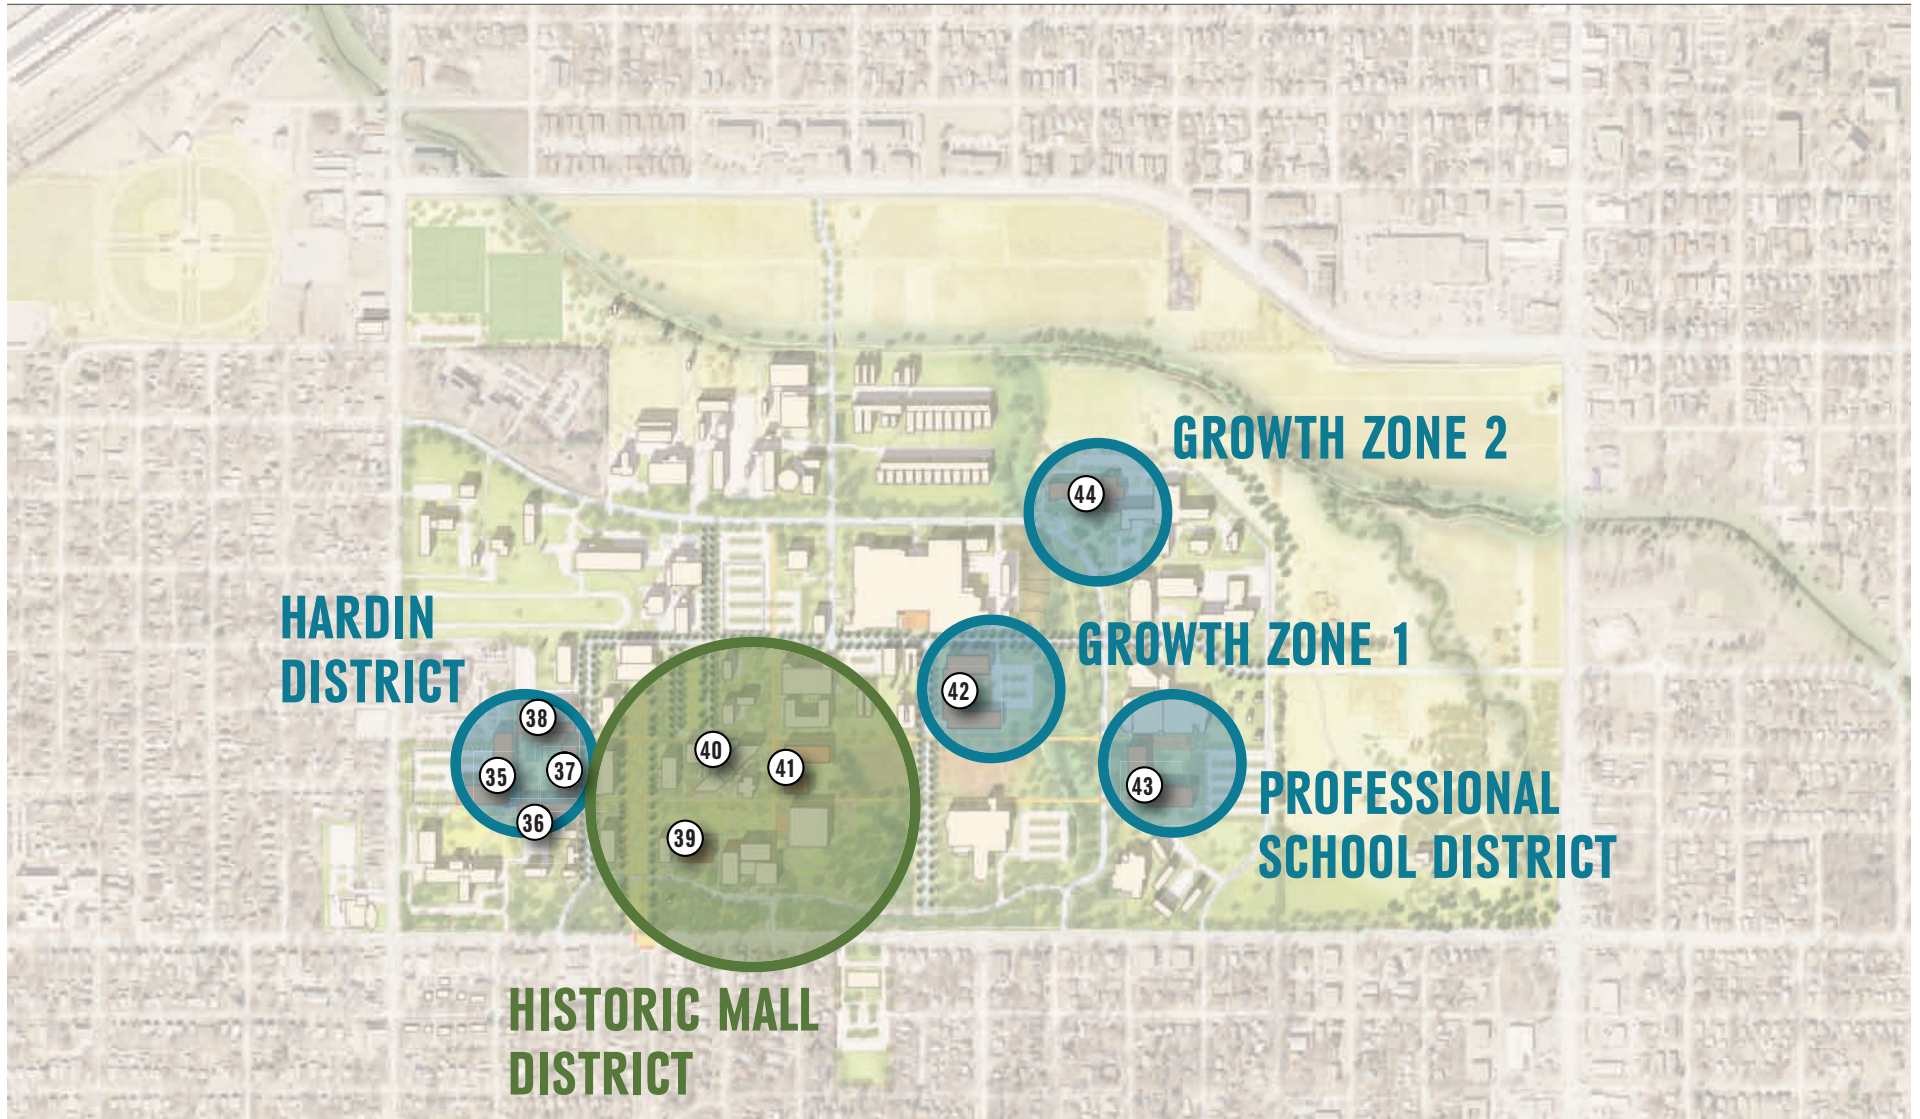 GROWTH ZONE 2
44
HARDIN
DISTRICT
GROWTH ZONE 1
42
38
40
41
35
37
43
36
39
PROFESSIONAL
SCHOOL DISTRICT
HISTORIC MALL
DISTRICT